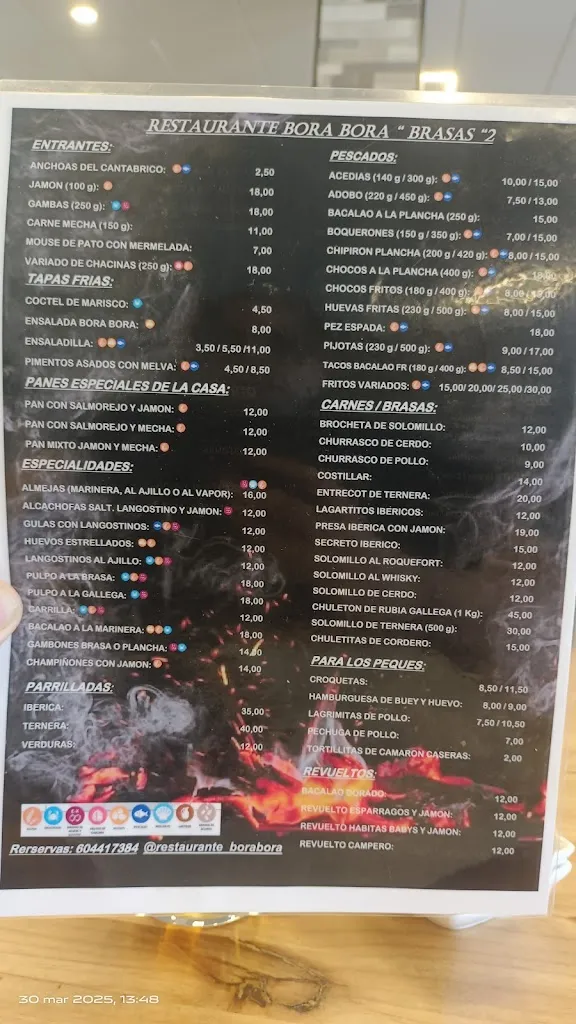 RESTAURANTE BORA BORA " BRASAS "2
ENTRANTES:
ANCHOAS DEL CANTABRICO: 2,50
JAMON (100 g): 18,00
GAMBAS (250 g): 18,00
CARNE MECHA (150 g): 11,00
MOUSE DE PATO CON MERMELADA: 7,00
VARIADO DE CHACINAS (250 g): 18,00
TAPAS FRIAS:
COCTEL DE MARISCO: 4,50
ENSALADA BORA BORA: 8,00
ENSALADILLA: 3,50 / 5,50 /11,00
PIMENTOS ASADOS CON MELVA: 4,50 / 8,50
PANES ESPECIALES DE LA CASA:
PAN CON SALMOREJO Y JAMON: 12,00
PAN CON SALMOREJO Y MECHA: 12,00
PAN MIXTO JAMON Y MECHA: 12,00
ESPECIALIDADES:
ALMEJAS (MARINERA, AL AJILLO O AL VAPOR): 16,00
ALCACHOFAS SALT. LANGOSTINO Y JAMON: 12,00
GULAS CON LANGOSTINOS: 12,00
HUEVOS ESTRELLADOS: 12,00
LANGOSTINOS AL AJILLO: 12,00
PULPO A LA BRASA: 18,00
PULPO A LA GALLEGA: 18,00
CARRILLA: 12,00
BACALAO A LA MARINERA: 18,00
GAMBONES BRASA O PLANCHA: 14,00
CHAMPIÑONES CON JAMON: 14,00
PARRILLADAS:
IBERICA: 35,00
TERNERA: 40,00
VERDURAS: 12,00
Rerservas: 604417384 @restaurante_borabora
PESCADOS:
ACEDIAS (140 g / 300 g): 10,00 / 15,00
ADOBO (220 g / 450 g): 7,50 / 13,00
BACALAO A LA PLANCHA (250 g): 15,00
BOQUERONES (150 g / 350 g): 7,00 / 15,00
CHIPIRON PLANCHA (200 g / 420 g): 8,00 / 15,00
CHOCOS A LA PLANCHA (400 g):
CHOCOS FRITOS (180 g / 400 g): 8,00
HUEVAS FRITAS (230 g / 500 g): 8,00 / 15,00
PEZ ESPADA: 18,00
PIJOTAS (230 g / 500 g): 9,00 / 17,00
TACOS BACALAO FR (180 g / 400 g): 8,50 / 15,00
FRITOS VARIADOS: 15,00/ 20,00/ 25,00 /30,00
CARNES / BRASAS:
BROCHETA DE SOLOMILLO: 12,00
CHURRASCO DE CERDO: 10,00
CHURRASCO DE POLLO: 9,00
COSTILLAR: 14,00
ENTRECOT DE TERNERA: 20,00
LAGARTITOS IBÉRICOS: 12,00
PRESA IBERICA CON JAMON: 19,00
SECRETO IBERICO: 15,00
SOLOMILLO AL ROQUEFORT: 12,00
SOLOMILLO AL WHISKY: 12,00
SOLOMILLO DE CERDO: 12,00
CHULETON DE RUBIA GALLEGA (1 Kg): 45,00
SOLOMILLO DE TERNERA (500 g): 30,00
CHULETITAS DE CORDERO: 15,00
PARA LOS PEQUES:
CROQUETAS: 8,50 / 11,50
HAMBURGUESA DE BUEY Y HUEVO: 8,00 / 9,00
LAGRIMITAS DE POLLO: 7,50 / 10,50
PECHUGA DE POLLO: 7,00
TORTILLITAS DE CAMARON CASERAS: 2,00
REVUELTOS:
BACALAO DORADO: 12,00
REVUELTO ESPARRAGOS Y JAMON: 12,00
REVUELTO HABITAS BABYS Y JAMON: 12,00
REVUELTO CAMPERO: 12,00
30 mar 2025, 13:48